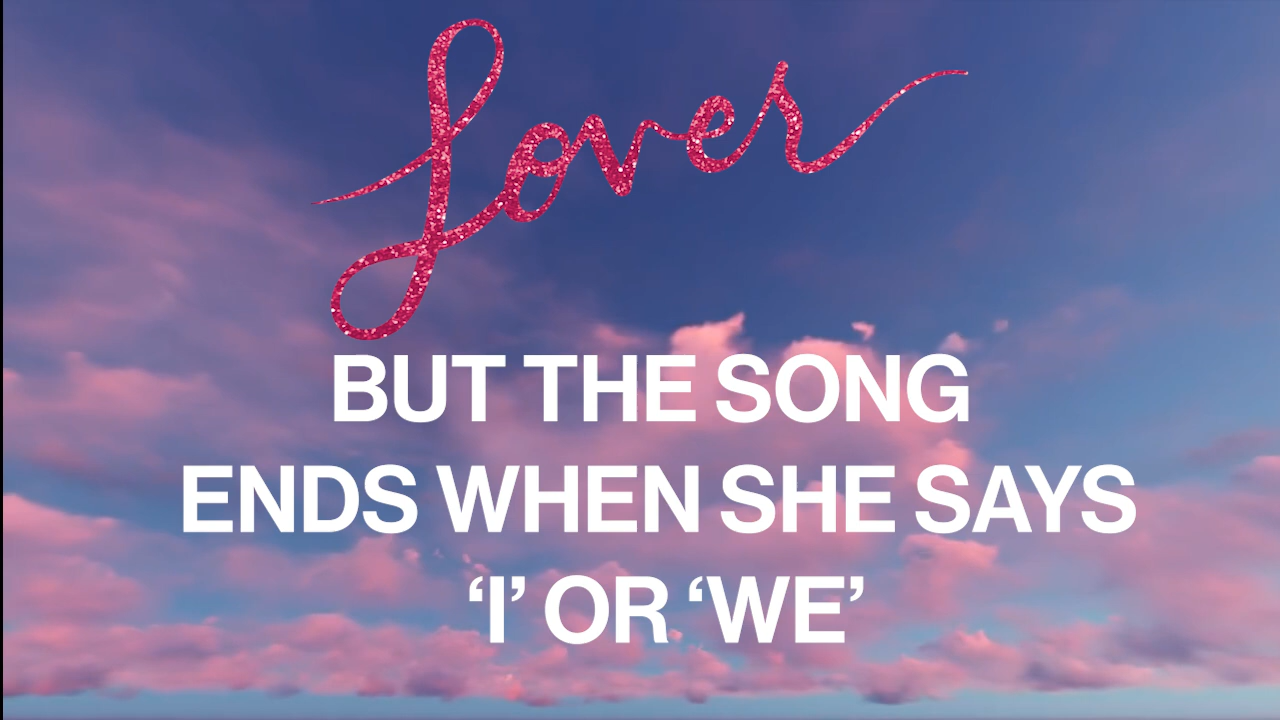 Lover
BUT THE SONG
ENDS WHEN SHE SAYS
‘I’ OR ‘WE’